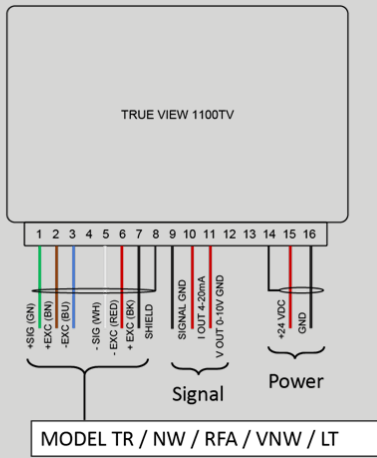 TRUE VIEW 1100TV
1 2 3 4 5 6 7 8 9 10 11 12 13 14 15 16
+SIG (GN)
+EXC (BN)
-EXC (BU)
- SIG (WH)
- EXC (RED)
+ EXC (BK)
SHIELD
SIGNAL GND
I OUT 4-20mA
V OUT 0-10V GND
+24 VDC
GND
Signal
Power
MODEL TR / NW / RFA / VNW / LT